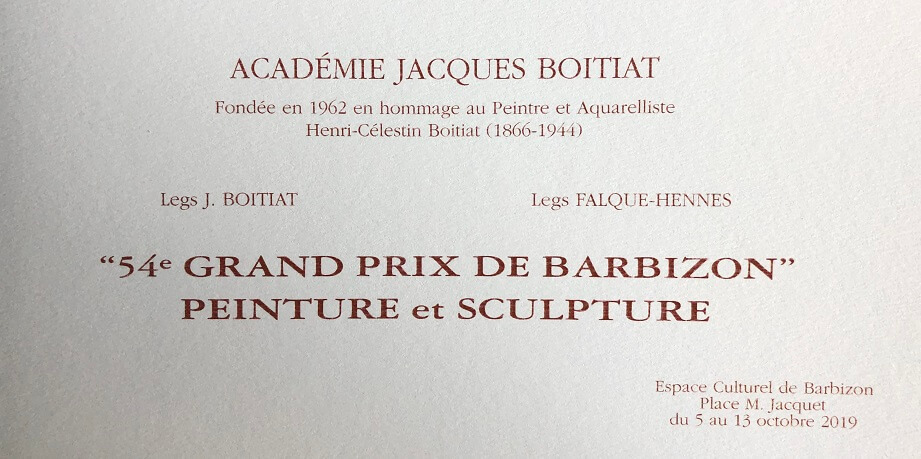 ACADÉMIE JACQUES BOITIAT
Fondée en 1962 en hommage au Peintre et Aquarelliste
Henri-Célestin Boitiat (1866-1944)
Legs J. BOITIAT
Legs FALQUE-HENNES
“54e GRAND PRIX DE BARBIZON”
PEINTURE et SCULPTURE
Espace Culturel de Barbizon
Place M. Jacquet
du 5 au 13 octobre 2019